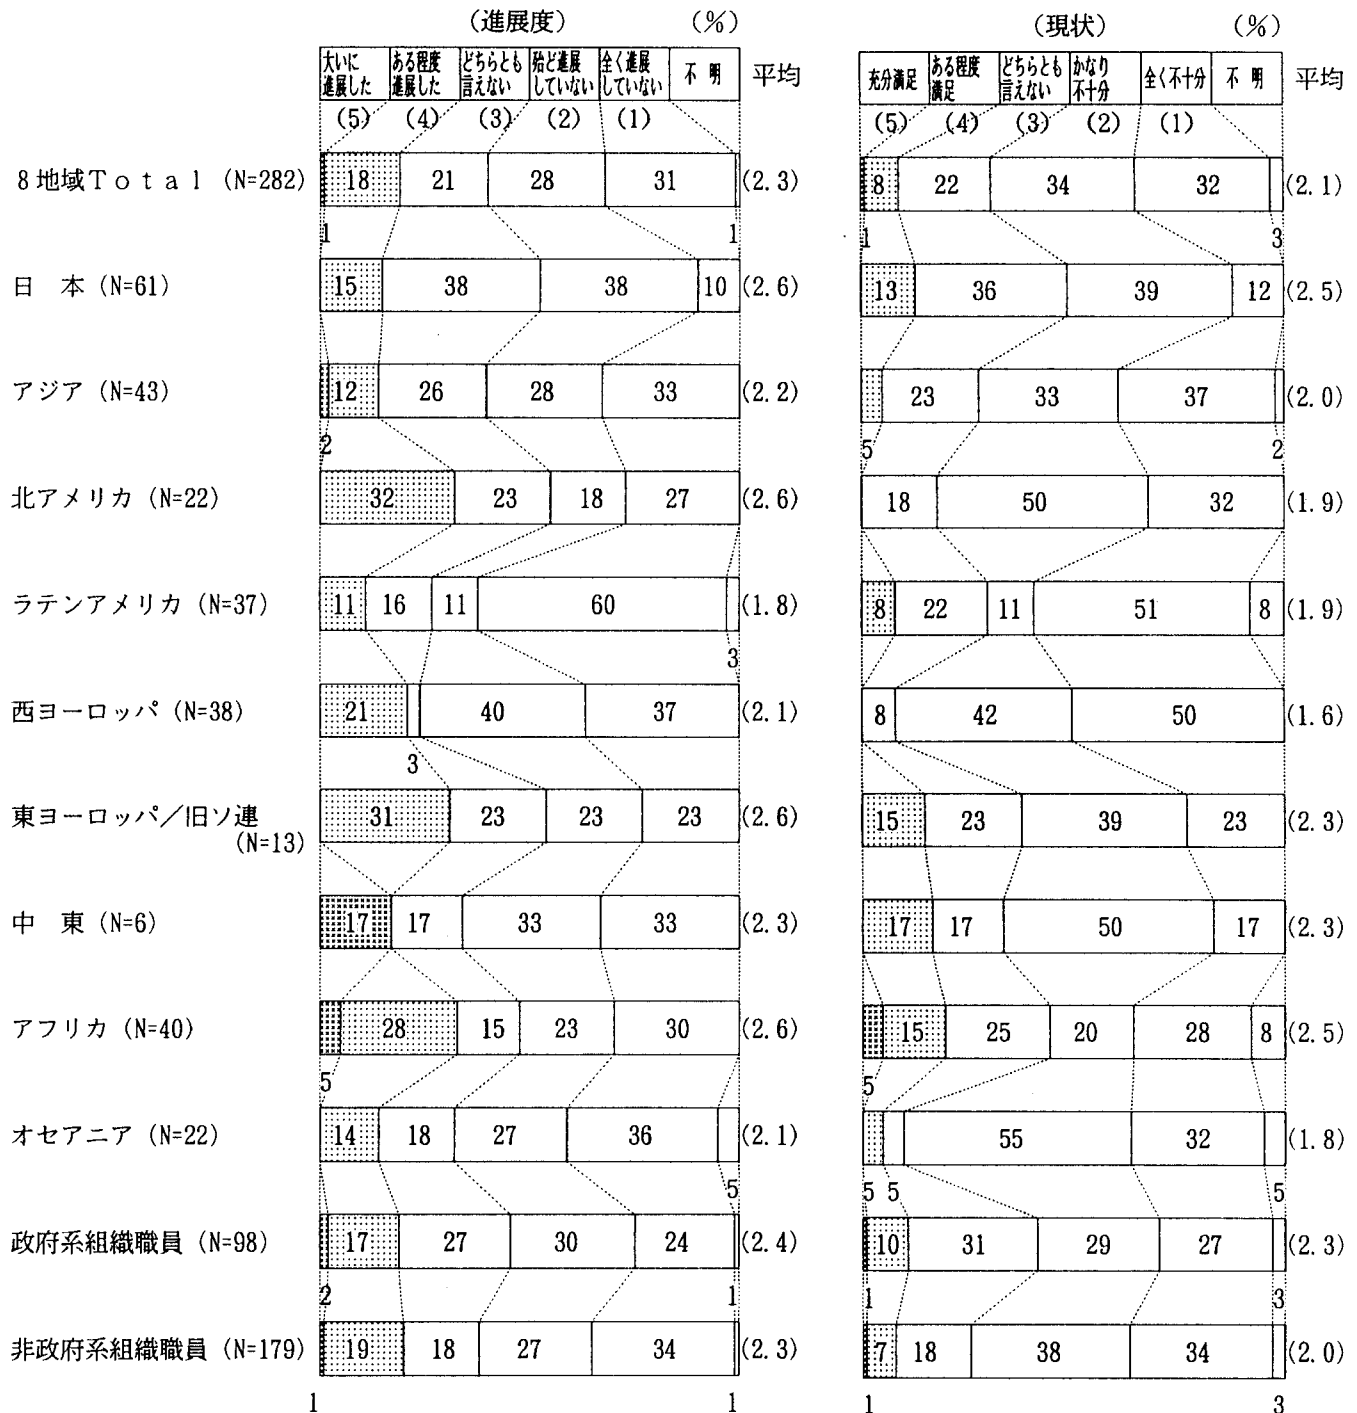 （進展度） （%） （現状） （%）
大いに進展した ある程度進展した どちらとも言えない 殆ど進展していない 全く進展していない 不 明 平均 充分満足 ある程度満足 どちらとも言えない かなり不十分 全く不十分 不 明 平均
(5) (4) (3) (2) (1) (5) (4) (3) (2) (1)
8地域Ｔｏｔａｌ (N=282) 18 21 28 31 (2.3) 8 22 34 32 (2.1)
1 1 1 3
日 本 (N=61) 15 38 38 10 (2.6) 13 36 39 12 (2.5)
アジア (N=43) 12 26 28 33 (2.2) 23 33 37 (2.0)
2 5 2
北アメリカ (N=22) 32 23 18 27 (2.6) 18 50 32 (1.9)
ラテンアメリカ (N=37) 11 16 11 60 (1.8) 8 22 11 51 8 (1.9)
3
西ヨーロッパ (N=38) 21 40 37 (2.1) 8 42 50 (1.6)
3
東ヨーロッパ／旧ソ連 31 23 23 23 (2.6) 15 23 39 23 (2.3)
(N=13)
中 東 (N=6) 17 17 33 33 (2.3) 17 17 50 17 (2.3)
アフリカ (N=40) 28 15 23 30 (2.6) 15 25 20 28 8 (2.5)
5 5
オセアニア (N=22) 14 18 27 36 (2.1) 55 32 (1.8)
5 5 5 5
政府系組織職員 (N=98) 17 27 30 24 (2.4) 10 31 29 27 (2.3)
2 1 1 3
非政府系組織職員 (N=179) 19 18 27 34 (2.3) 7 18 38 34 (2.0)
1 1 1 3